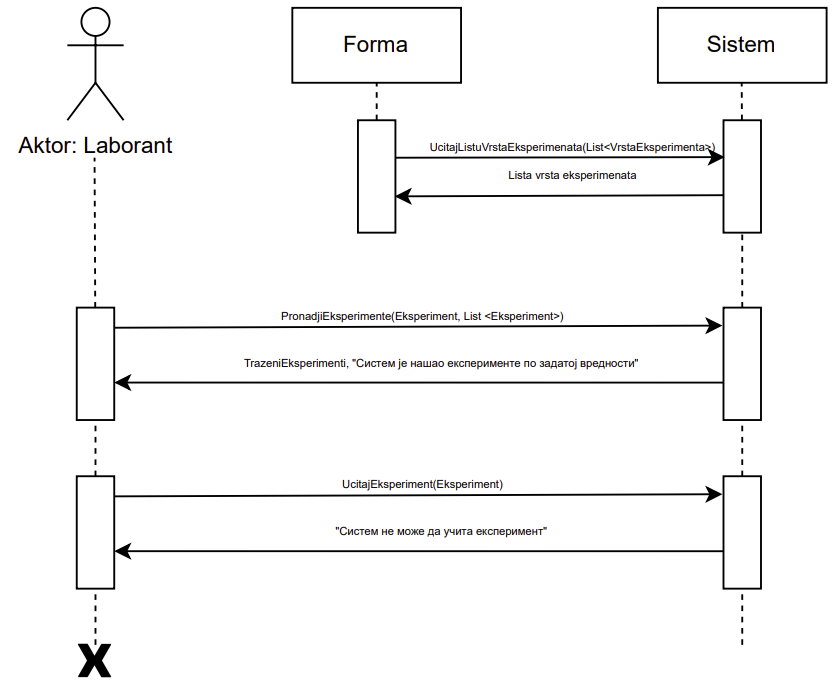 Forma
Sistem
Aktor: Laborant
UcitajListuVrstaEksperimenata(List<VrstaEksperimenta>)
Lista vrsta eksperimenata
PronadjiEksperimente(Eksperiment, List <Eksperiment>)
TrazeniEksperimenti, "Систем је нашао експерименте по задатој вредности"
UcitajEksperiment(Eksperiment)
"Систем не може да учита експеримент"